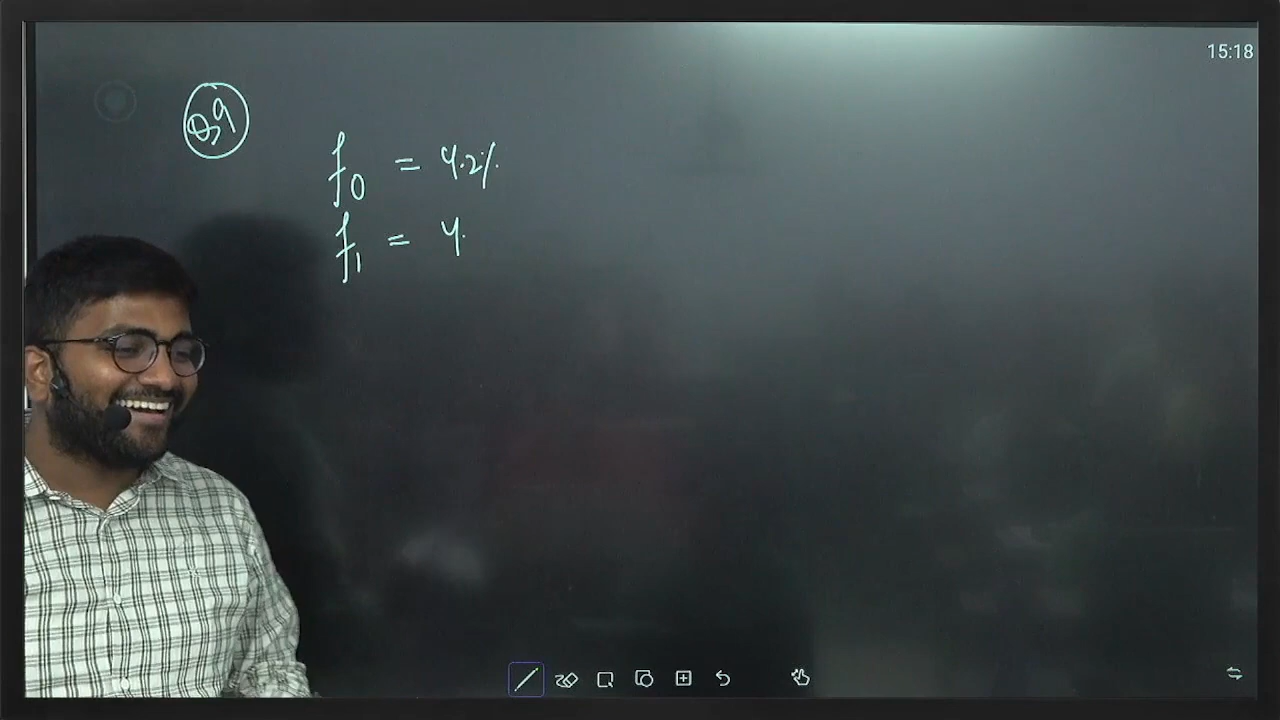 15:18
Q9
f0 = 4.2%
f1 = 4.